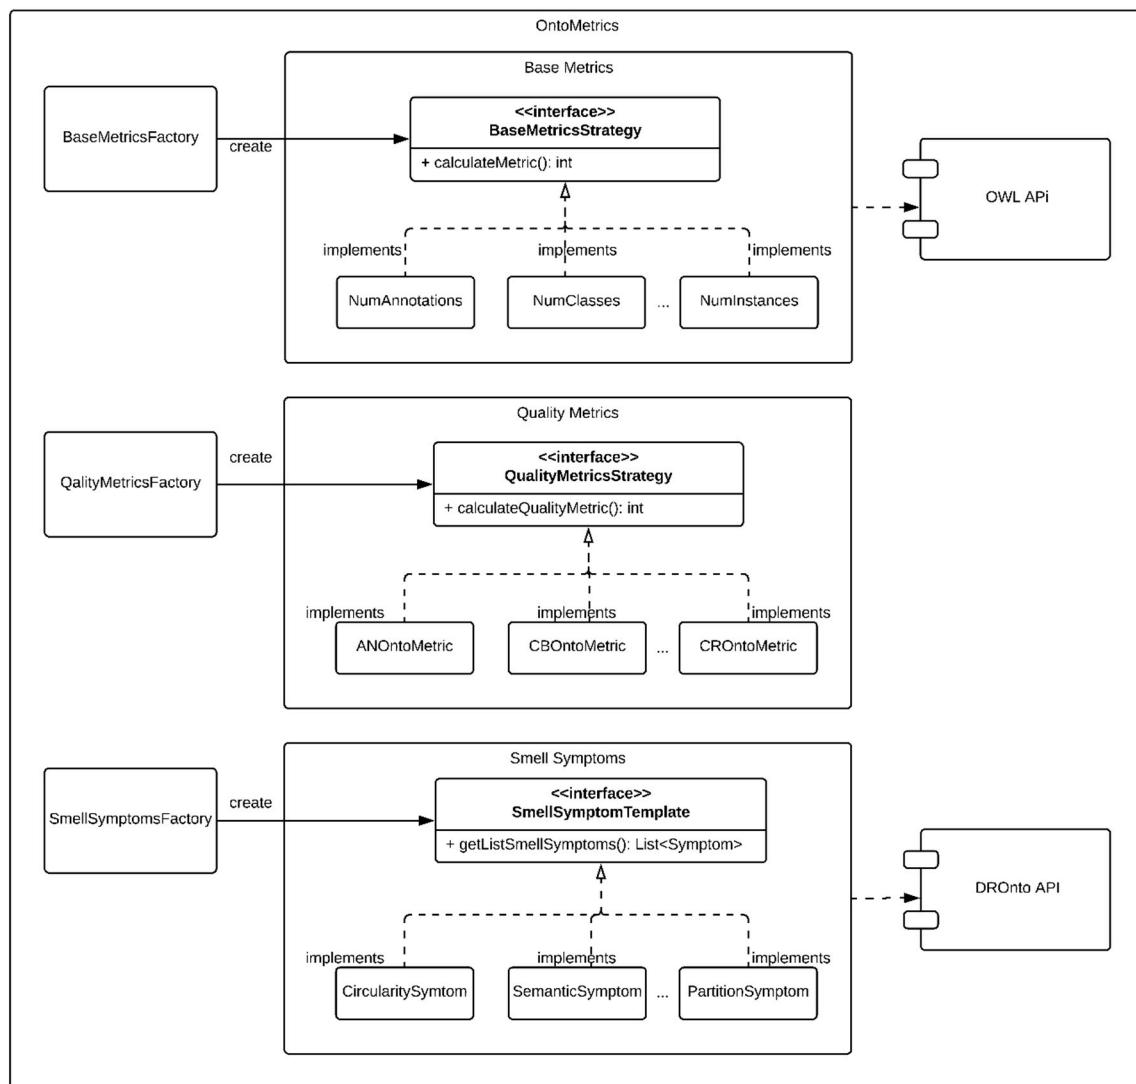 OntoMetrics
Base Metrics
BaseMetricsFactory
create
<<interface>>
BaseMetricsStrategy
+ calculateMetric(): int
OWL APi
implements
implements
implements
NumAnnotations
NumClasses
...
NumInstances
Quality Metrics
QalityMetricsFactory
create
<<interface>>
QualityMetricsStrategy
+ calculateQualityMetric(): int
implements
implements
implements
ANOntoMetric
CBOntoMetric
...
CROntoMetric
Smell Symptoms
SmellSymptomsFactory
create
<<interface>>
SmellSymptomTemplate
+ getListSmellSymptoms(): List<Symptom>
DROnto API
implements
implements
implements
CircularitySymtom
SemanticSymptom
...
PartitionSymptom